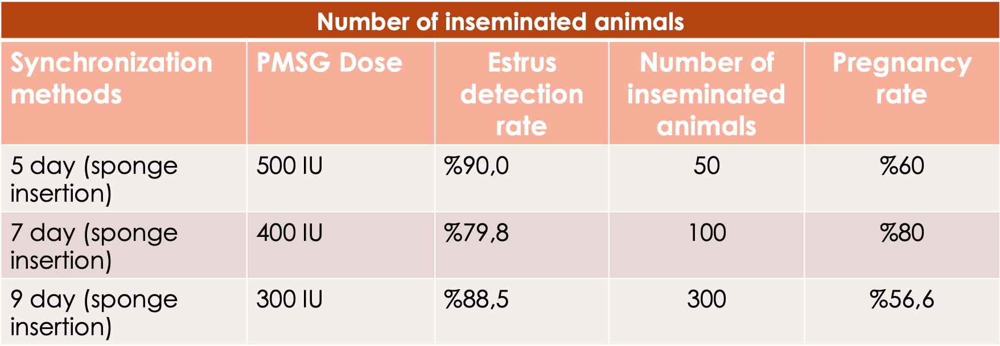 Number of inseminated animals
Synchronization
methods
PMSG Dose
Estrus
detection
rate
Number of
inseminated
animals
Pregnancy
rate
5 day (sponge
insertion)
500 IU
%90,0
50
%60
7 day (sponge
insertion)
400 IU
%79,8
100
%80
9 day (sponge
insertion)
300 IU
%88,5
300
%56,6